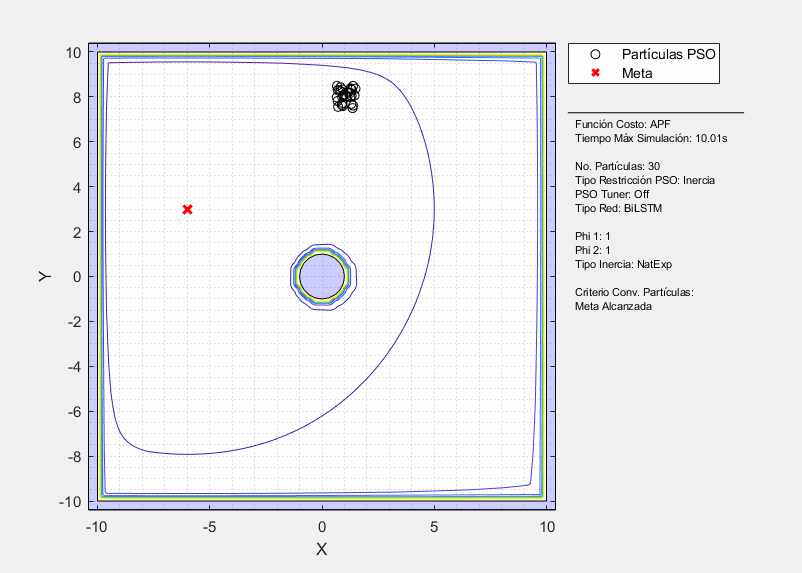 Partículas PSO
Meta
Función Costo: APF
Tiempo Máx Simulación: 10.01s
No. Partículas: 30
Tipo Restricción PSO: Inercia
PSO Tuner: Off
Tipo Red: BiLSTM
Phi 1: 1
Phi 2: 1
Tipo Inercia: NatExp
Criterio Conv. Partículas:
Meta Alcanzada
10
8
6
4
2
0
-2
-4
-6
-8
-10
Y
-10 -5 0 5 10
X